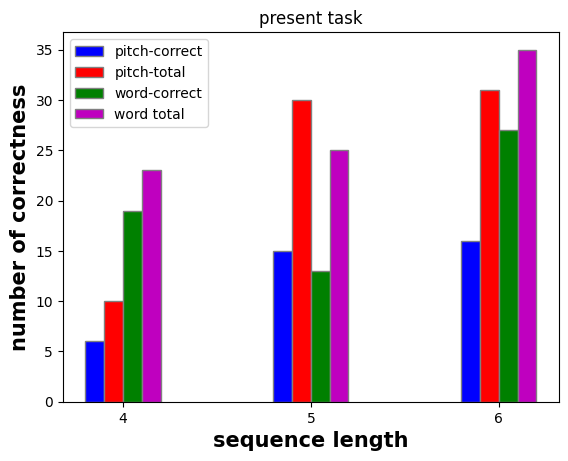 present task
pitch-correct
pitch-total
word-correct
word total
number of correctness
35
30
25
20
15
10
5
0
4 5 6
sequence length